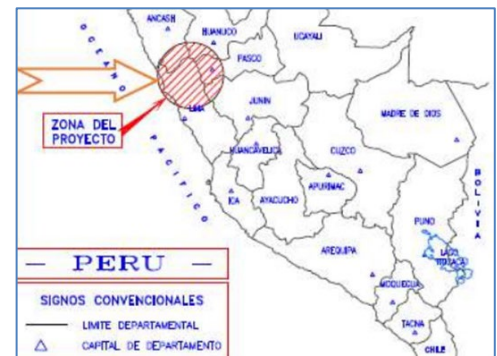 ANCASH
HUANUCO
UCAYALI
OCEANO
PASCO
LIMA
JUNIN
MADRE DE DIOS
ZONA DEL
PROYECTO
PACIFICO
HUANCAVELICA
CUZCO
APURIMAC
ICA
AYACUCHO
BOLIVIA
PUNO
LAGO
TITICACA
AREQUIPA
MOQUEGUA
TACNA
CHILE
— PERU —
SIGNOS CONVENCIONALES
LIMITE DEPARTAMENTAL
CAPITAL DE DEPARTAMENTO